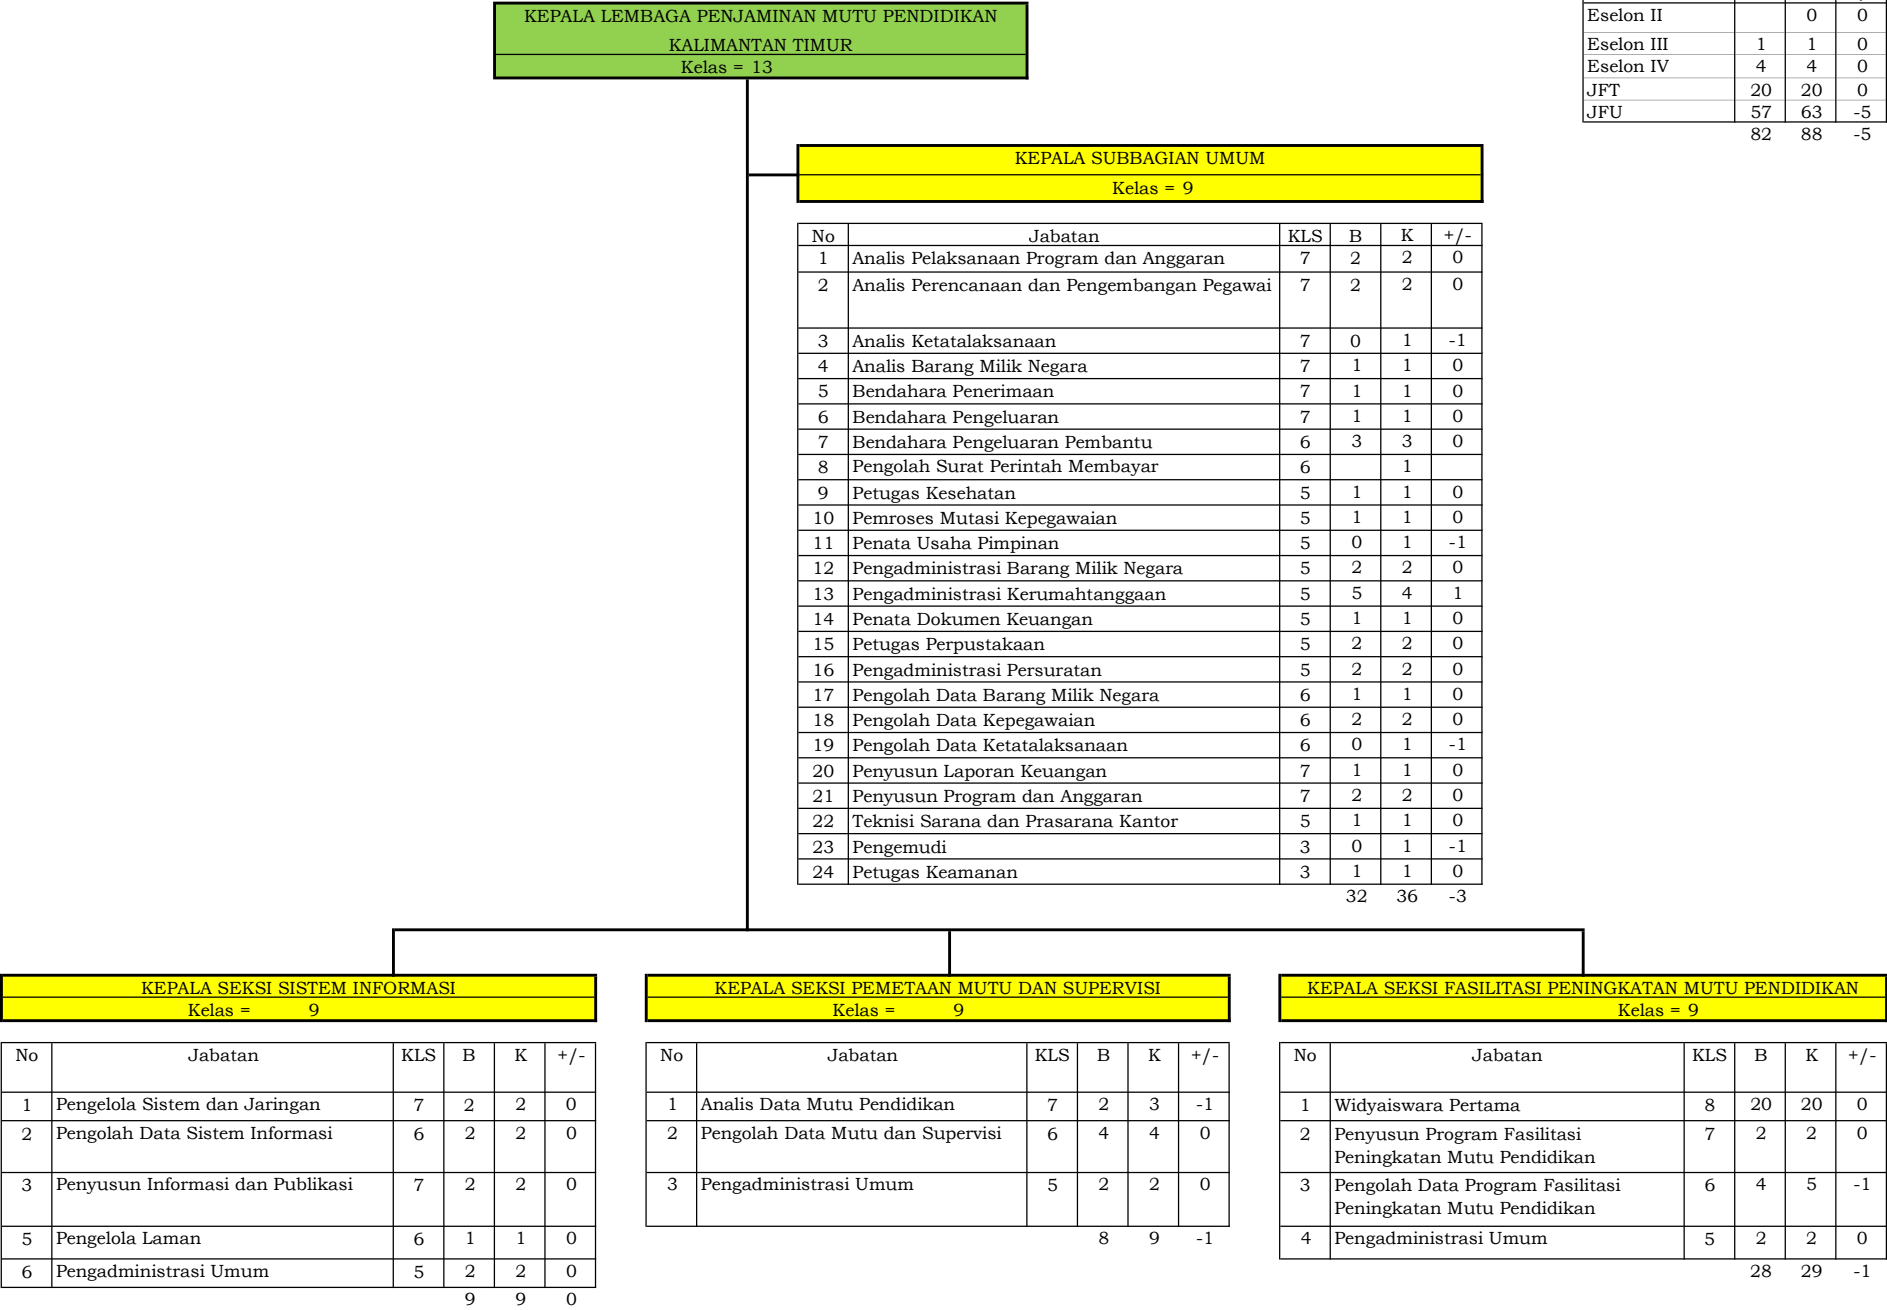 KEPALA LEMBAGA PENJAMINAN MUTU PENDIDIKAN
KALIMANTAN TIMUR
Kelas = 13
Eselon II 0 0
Eselon III 1 1 0
Eselon IV 4 4 0
JFT 20 20 0
JFU 57 63 -5
82 88 -5
KEPALA SUBBAGIAN UMUM
Kelas = 9
No Jabatan KLS B K +/-
1 Analis Pelaksanaan Program dan Anggaran 7 2 2 0
2 Analis Perencanaan dan Pengembangan Pegawai 7 2 2 0
3 Analis Ketatalaksanaan 7 0 1 -1
4 Analis Barang Milik Negara 7 1 1 0
5 Bendahara Penerimaan 7 1 1 0
6 Bendahara Pengeluaran 7 1 1 0
7 Bendahara Pengeluaran Pembantu 6 3 3 0
8 Pengolah Surat Perintah Membayar 6 1
9 Petugas Kesehatan 5 1 1 0
10 Pemroses Mutasi Kepegawaian 5 1 1 0
11 Penata Usaha Pimpinan 5 0 1 -1
12 Pengadministrasi Barang Milik Negara 5 2 2 0
13 Pengadministrasi Kerumahtanggaan 5 5 4 1
14 Penata Dokumen Keuangan 5 1 1 0
15 Petugas Perpustakaan 5 2 2 0
16 Pengadministrasi Persuratan 5 2 2 0
17 Pengolah Data Barang Milik Negara 6 1 1 0
18 Pengolah Data Kepegawaian 6 2 2 0
19 Pengolah Data Ketatalaksanaan 6 0 1 -1
20 Penyusun Laporan Keuangan 7 1 1 0
21 Penyusun Program dan Anggaran 7 2 2 0
22 Teknisi Sarana dan Prasarana Kantor 5 1 1 0
23 Pengemudi 3 0 1 -1
24 Petugas Keamanan 3 1 1 0
32 36 -3
KEPALA SEKSI SISTEM INFORMASI
Kelas = 9
No Jabatan KLS B K +/-
1 Pengelola Sistem dan Jaringan 7 2 2 0
2 Pengolah Data Sistem Informasi 6 2 2 0
3 Penyusun Informasi dan Publikasi 7 2 2 0
5 Pengelola Laman 6 1 1 0
6 Pengadministrasi Umum 5 2 2 0
9 9 0
KEPALA SEKSI PEMETAAN MUTU DAN SUPERVISI
Kelas = 9
No Jabatan KLS B K +/-
1 Analis Data Mutu Pendidikan 7 2 3 -1
2 Pengolah Data Mutu dan Supervisi 6 4 4 0
3 Pengadministrasi Umum 5 2 2 0
8 9 -1
KEPALA SEKSI FASILITASI PENINGKATAN MUTU PENDIDIKAN
Kelas = 9
No Jabatan KLS B K +/-
1 Widyaiswara Pertama 8 20 20 0
2 Penyusun Program Fasilitasi 7 2 2 0
Peningkatan Mutu Pendidikan
3 Pengolah Data Program Fasilitasi 6 4 5 -1
Peningkatan Mutu Pendidikan
4 Pengadministrasi Umum 5 2 2 0
28 29 -1